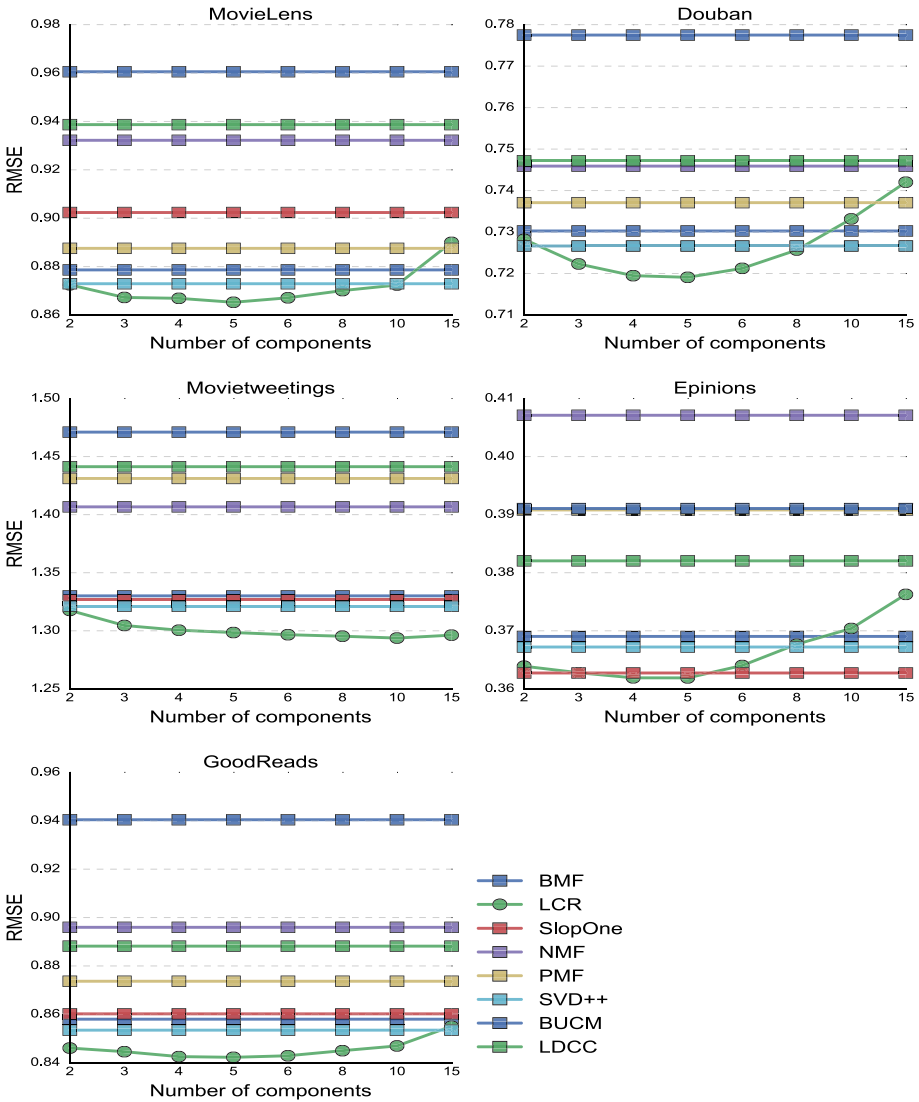 MovieLens
0.98
0.96
0.94
0.92
0.90
0.88
0.86
RMSE
2 3 4 5 6 8 10 15
Number of components
Douban
0.78
0.77
0.76
0.75
0.74
0.73
0.72
0.71
2 3 4 5 6 8 10 15
Number of components
Movietweetings
1.50
1.45
1.40
1.35
1.30
1.25
RMSE
2 3 4 5 6 8 10 15
Number of components
Epinions
0.41
0.40
0.39
0.38
0.37
0.36
2 3 4 5 6 8 10 15
Number of components
GoodReads
0.96
0.94
0.92
0.90
0.88
0.86
0.84
RMSE
2 3 4 5 6 8 10 15
Number of components
BMF
LCR
SlopOne
NMF
PMF
SVD++
BUCM
LDCC